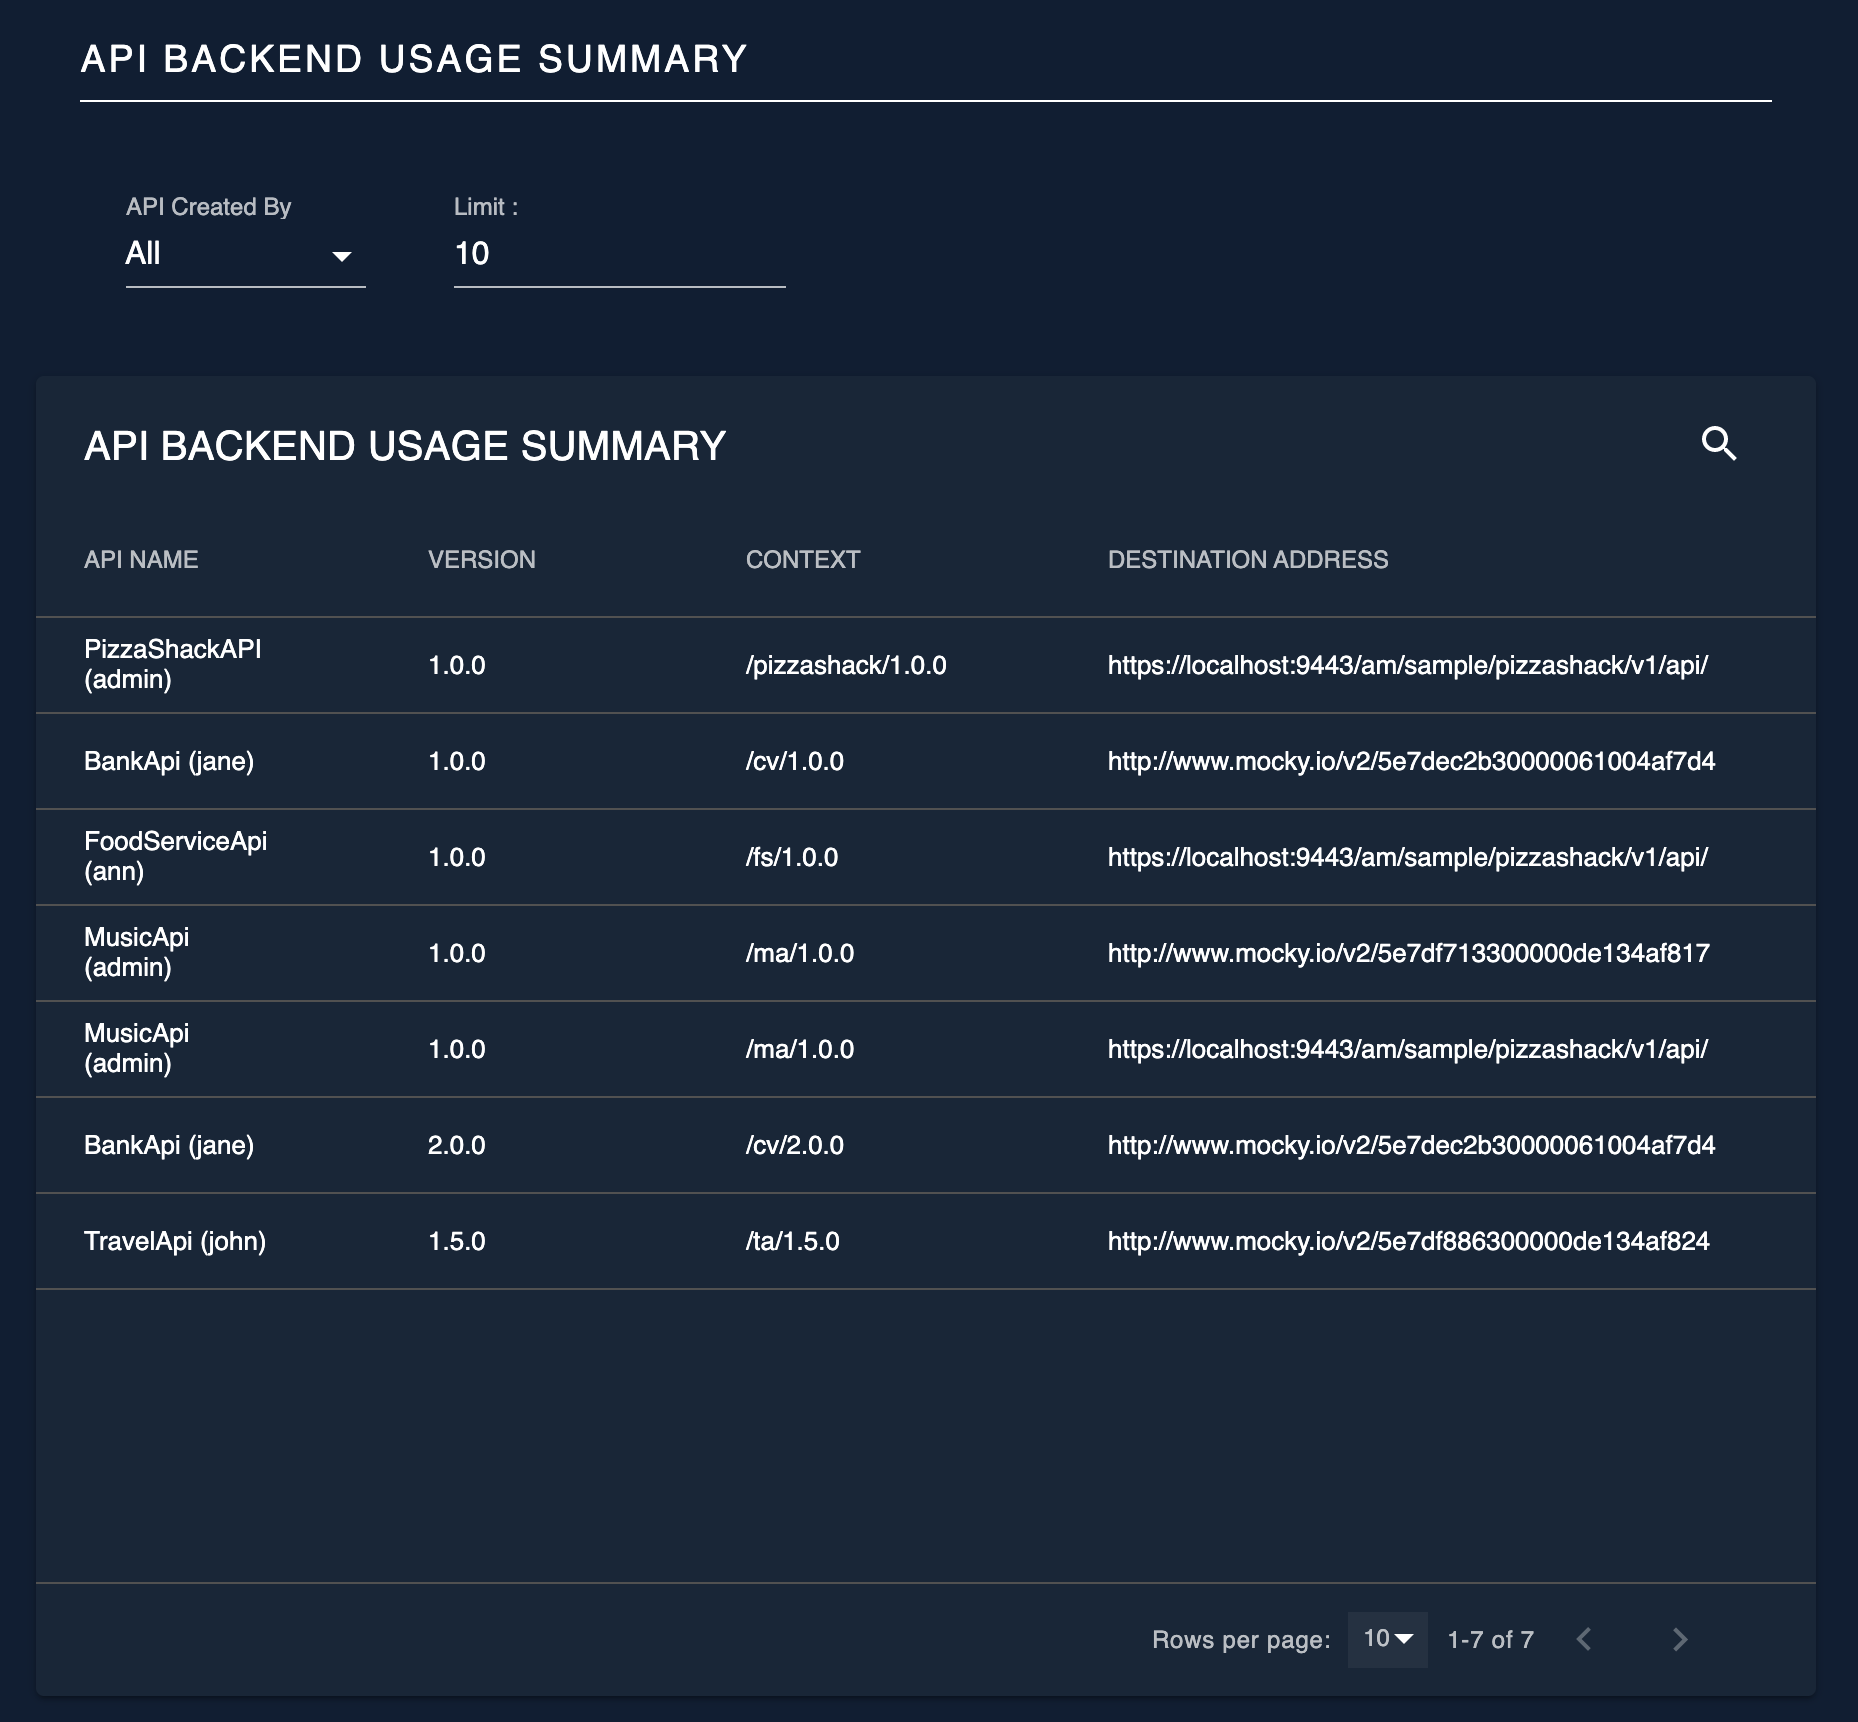 API BACKEND USAGE SUMMARY
API Created By
All
Limit :
10
API BACKEND USAGE SUMMARY
API NAME VERSION CONTEXT DESTINATION ADDRESS
PizzaShackAPI
(admin) 1.0.0 /pizzashack/1.0.0 https://localhost:9443/am/sample/pizzashack/v1/api/
BankApi (jane) 1.0.0 /cv/1.0.0 http://www.mocky.io/v2/5e7dec2b30000061004af7d4
FoodServiceApi
(ann) 1.0.0 /fs/1.0.0 https://localhost:9443/am/sample/pizzashack/v1/api/
MusicApi
(admin) 1.0.0 /ma/1.0.0 http://www.mocky.io/v2/5e7df713300000de134af817
MusicApi
(admin) 1.0.0 /ma/1.0.0 https://localhost:9443/am/sample/pizzashack/v1/api/
BankApi (jane) 2.0.0 /cv/2.0.0 http://www.mocky.io/v2/5e7dec2b30000061004af7d4
TravelApi (john) 1.5.0 /ta/1.5.0 http://www.mocky.io/v2/5e7df886300000de134af824
Rows per page: 10 1-7 of 7